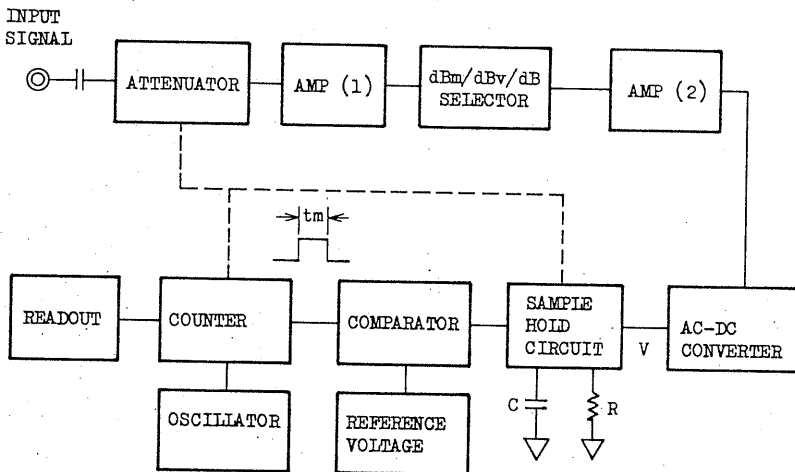 INPUT
SIGNAL
ATTENUATOR
AMP (1)
dBm/dBv/dB
SELECTOR
AMP (2)
tm
READOUT
COUNTER
COMPARATOR
SAMPLE
HOLD
CIRCUIT
V
AC-DC
CONVERTER
OSCILLATOR
REFERENCE
VOLTAGE
C
R